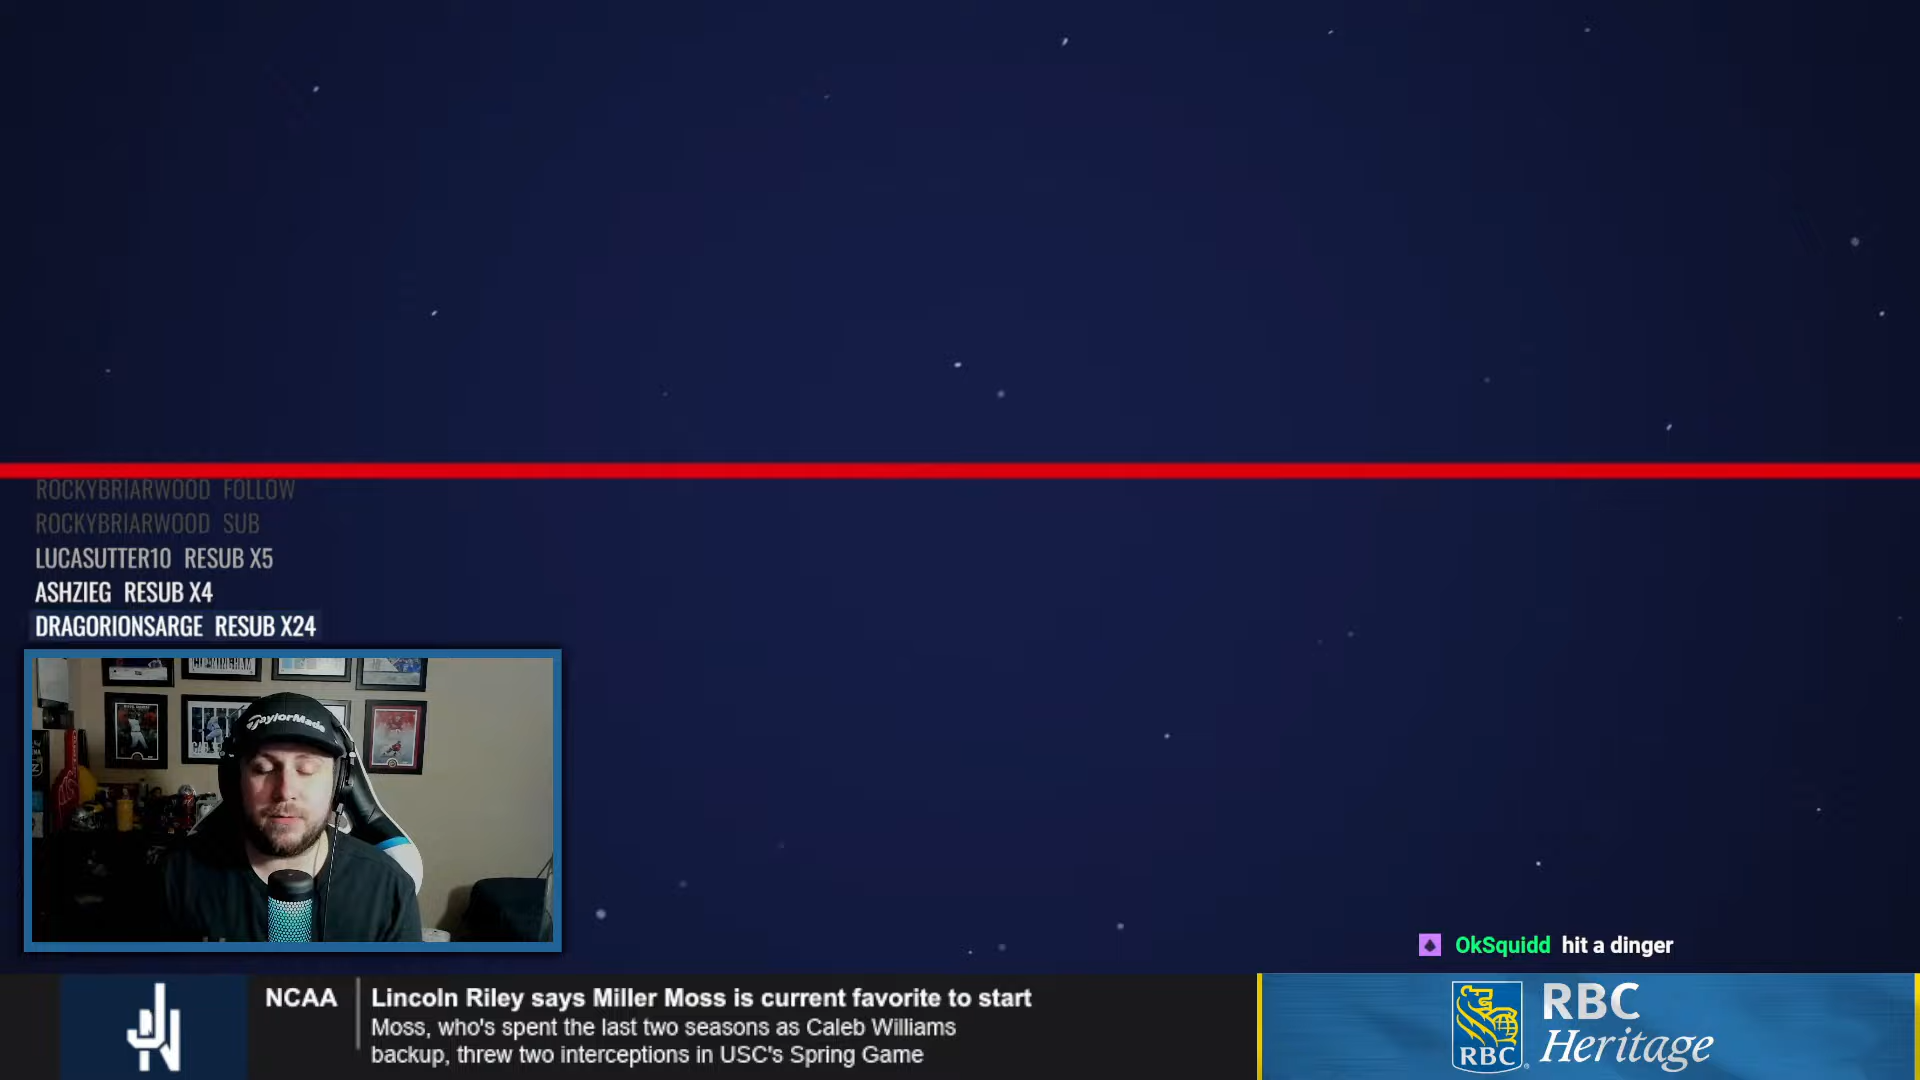 ROCKYBRIARWOOD FOLLOW
ROCKYBRIARWOOD SUB
LUCASUTTER10 RESUB X5
ASHZIEG RESUB X4
DRAGORIONSARGE RESUB X24
TaylorMade
OkSquidd hit a dinger
JN
NCAA
Lincoln Riley says Miller Moss is current favorite to start
Moss, who's spent the last two seasons as Caleb Williams
backup, threw two interceptions in USC's Spring Game
RBC
Heritage
RBC